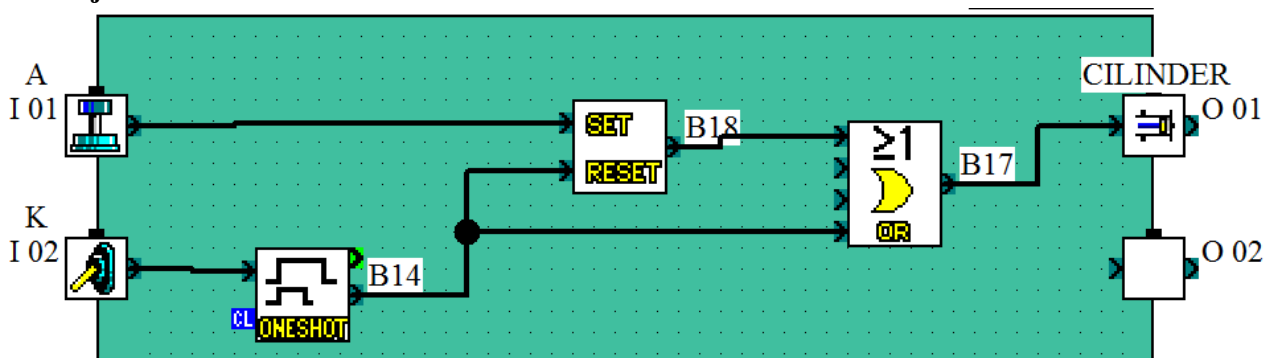 A
I 01
CILINDER
O 01
SET
RESET
B18
≥1
OR
B17
K
I 02
B14
CL
ONESHOT
O 02